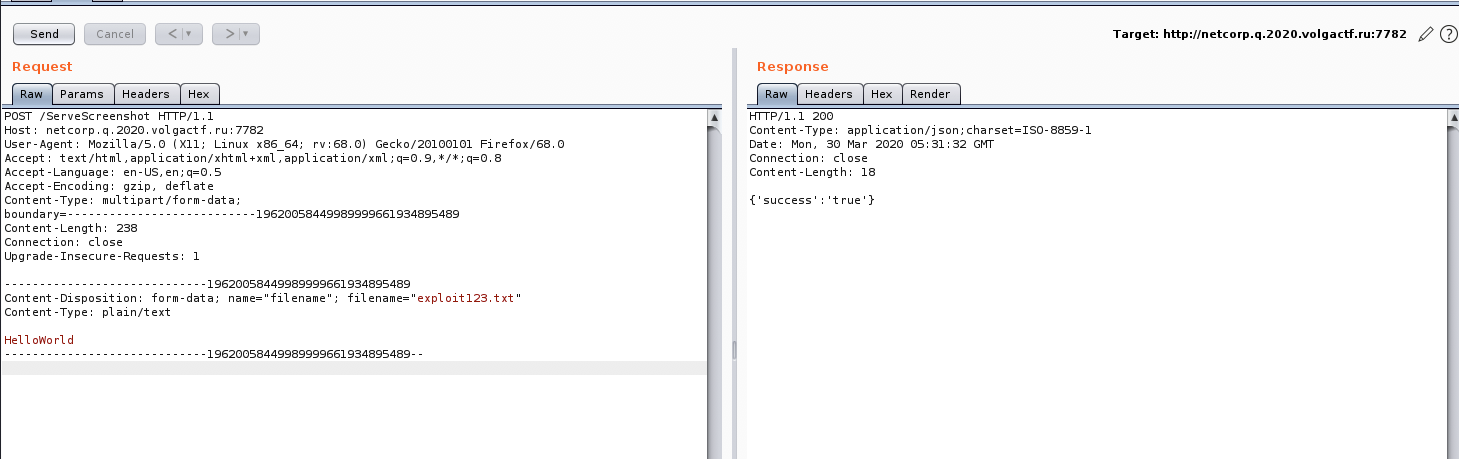 Send
Cancel
<
>
Target: http://netcorp.q.2020.volgactf.ru:7782
?
Request
Raw
Params
Headers
Hex
POST /ServeScreenshot HTTP/1.1
Host: netcorp.q.2020.volgactf.ru:7782
User-Agent: Mozilla/5.0 (X11; Linux x86_64; rv:68.0) Gecko/20100101 Firefox/68.0
Accept: text/html,application/xhtml+xml,application/xml;q=0.9,*/*;q=0.8
Accept-Language: en-US,en;q=0.5
Accept-Encoding: gzip, deflate
Content-Type: multipart/form-data;
boundary=---------------------------19620058449989999661934895489
Content-Length: 238
Connection: close
Upgrade-Insecure-Requests: 1
-----------------------------19620058449989999661934895489
Content-Disposition: form-data; name="filename"; filename="exploit123.txt"
Content-Type: plain/text
HelloWorld
-----------------------------19620058449989999661934895489--
Response
Raw
Headers
Hex
Render
HTTP/1.1 200
Content-Type: application/json;charset=ISO-8859-1
Date: Mon, 30 Mar 2020 05:31:32 GMT
Connection: close
Content-Length: 18
{'success':'true'}